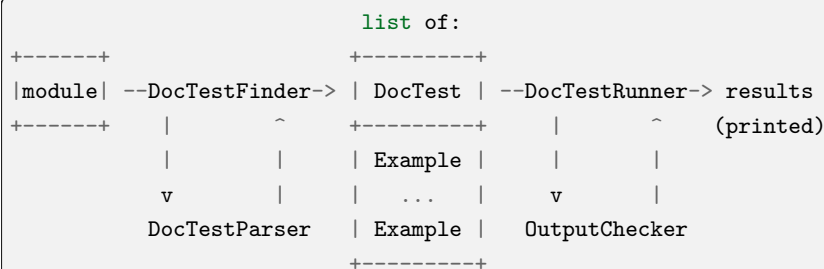 list of:
+------+                   +---------+
|module| --DocTestFinder-> | DocTest | --DocTestRunner-> results
+------+    |        ^     +---------+     |       ^    (printed)
            |        |     | Example |     |       |
            v        |     |   ...   |     v       |
           DocTestParser   | Example |   OutputChecker
                           +---------+